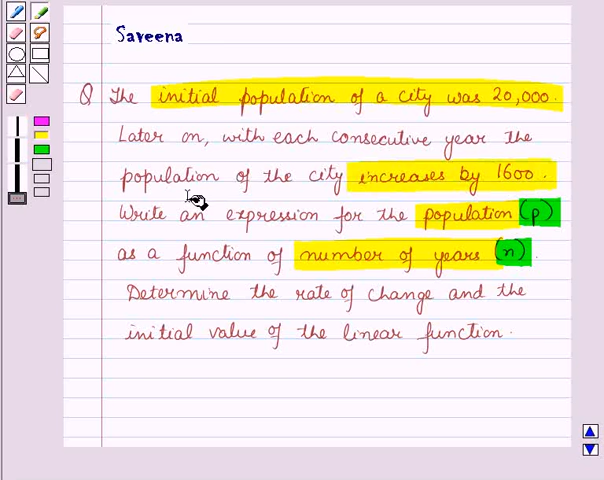 Saveena
Q The initial population of a city was 20,000.
Later on, with each consecutive year the
population of the city increases by 1600.
Write an expression for the population (p)
as a function of number of years (n).
Determine the rate of change and the
initial value of the linear function.